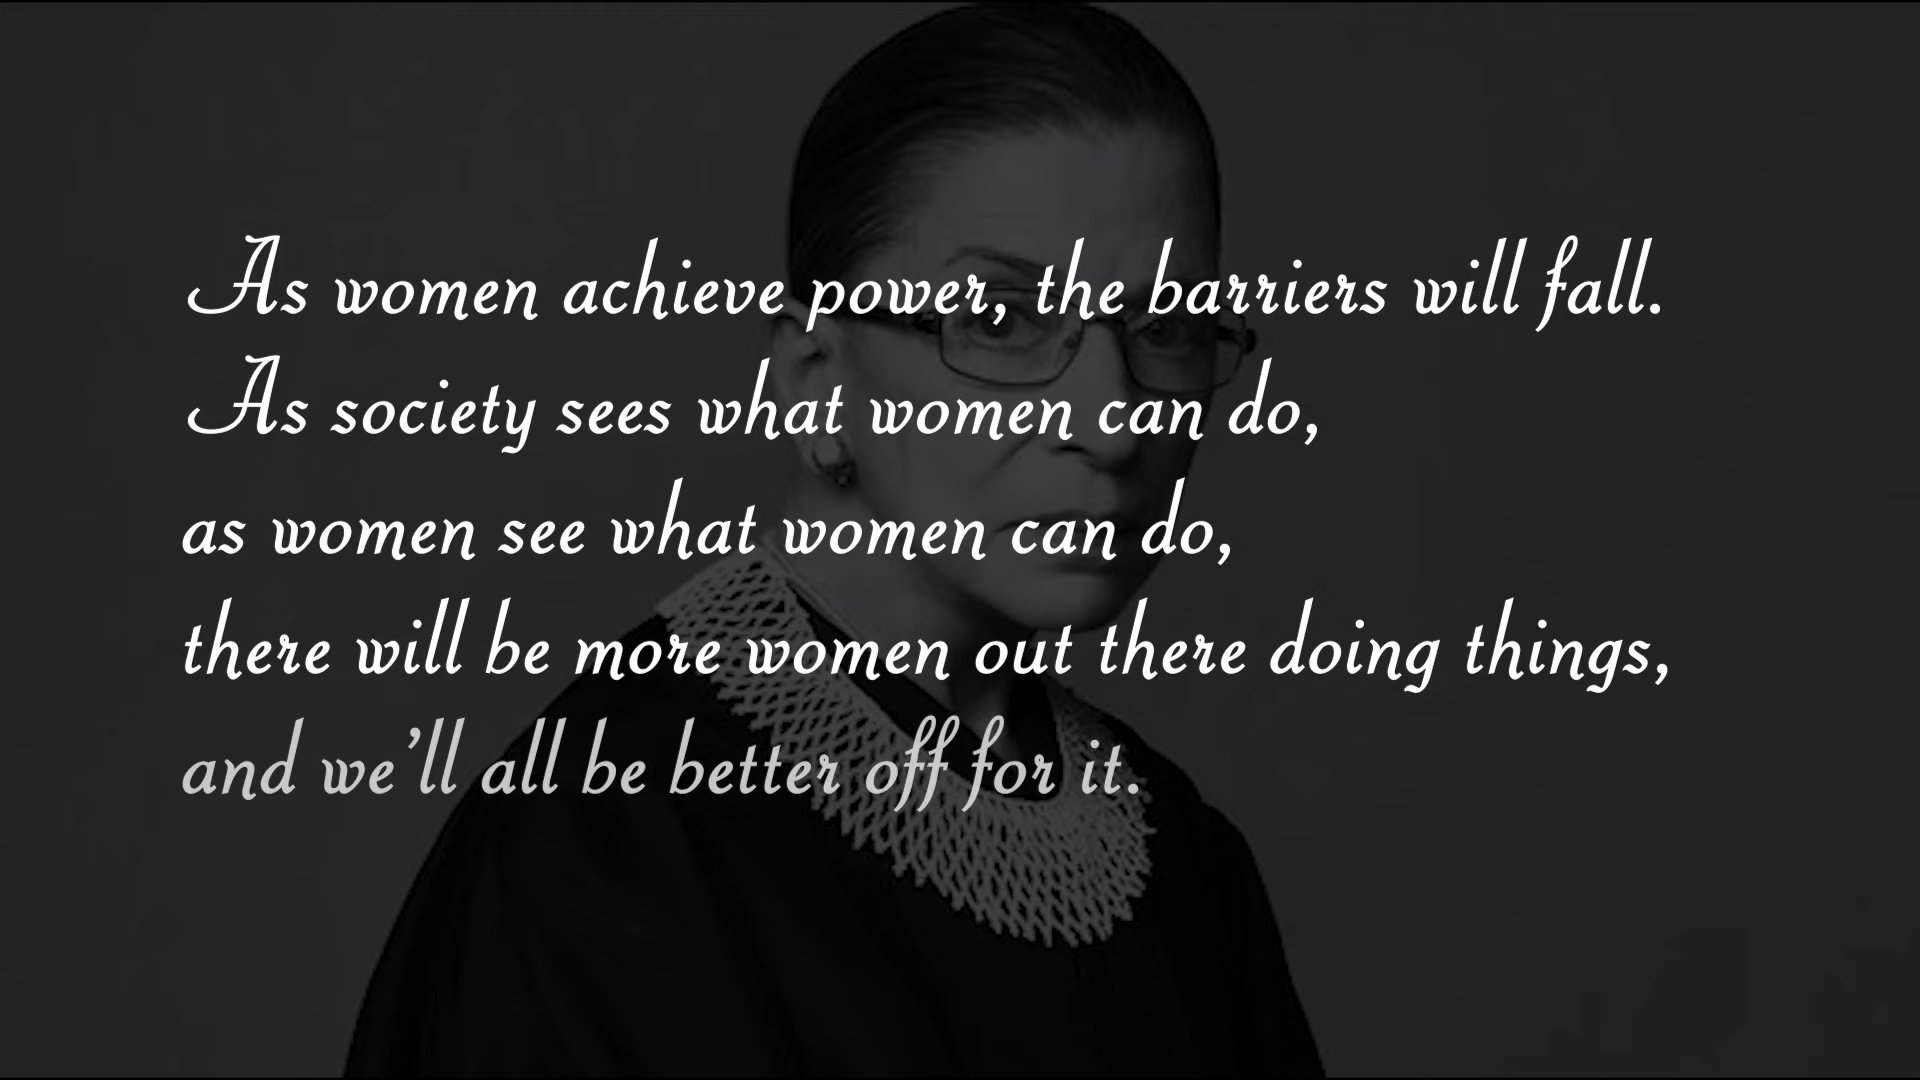 As women achieve power, the barriers will fall.
As society sees what women can do,
as women see what women can do,
there will be more women out there doing things,
and we’ll all be better off for it.